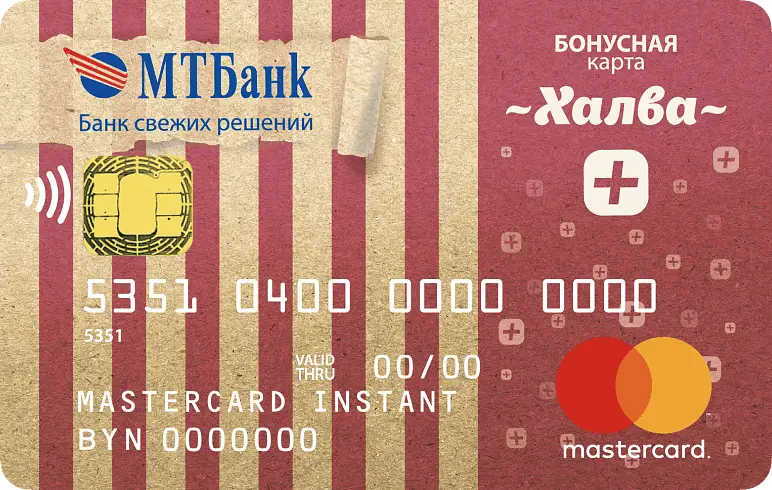 МТБанк
Банк свежих решений
БОНУСНАЯ
карта
~Халва~
+
5351 0400 0000 0000
5351
VALID
THRU
00/00
MASTERCARD INSTANT
BYN 0000000
mastercard.